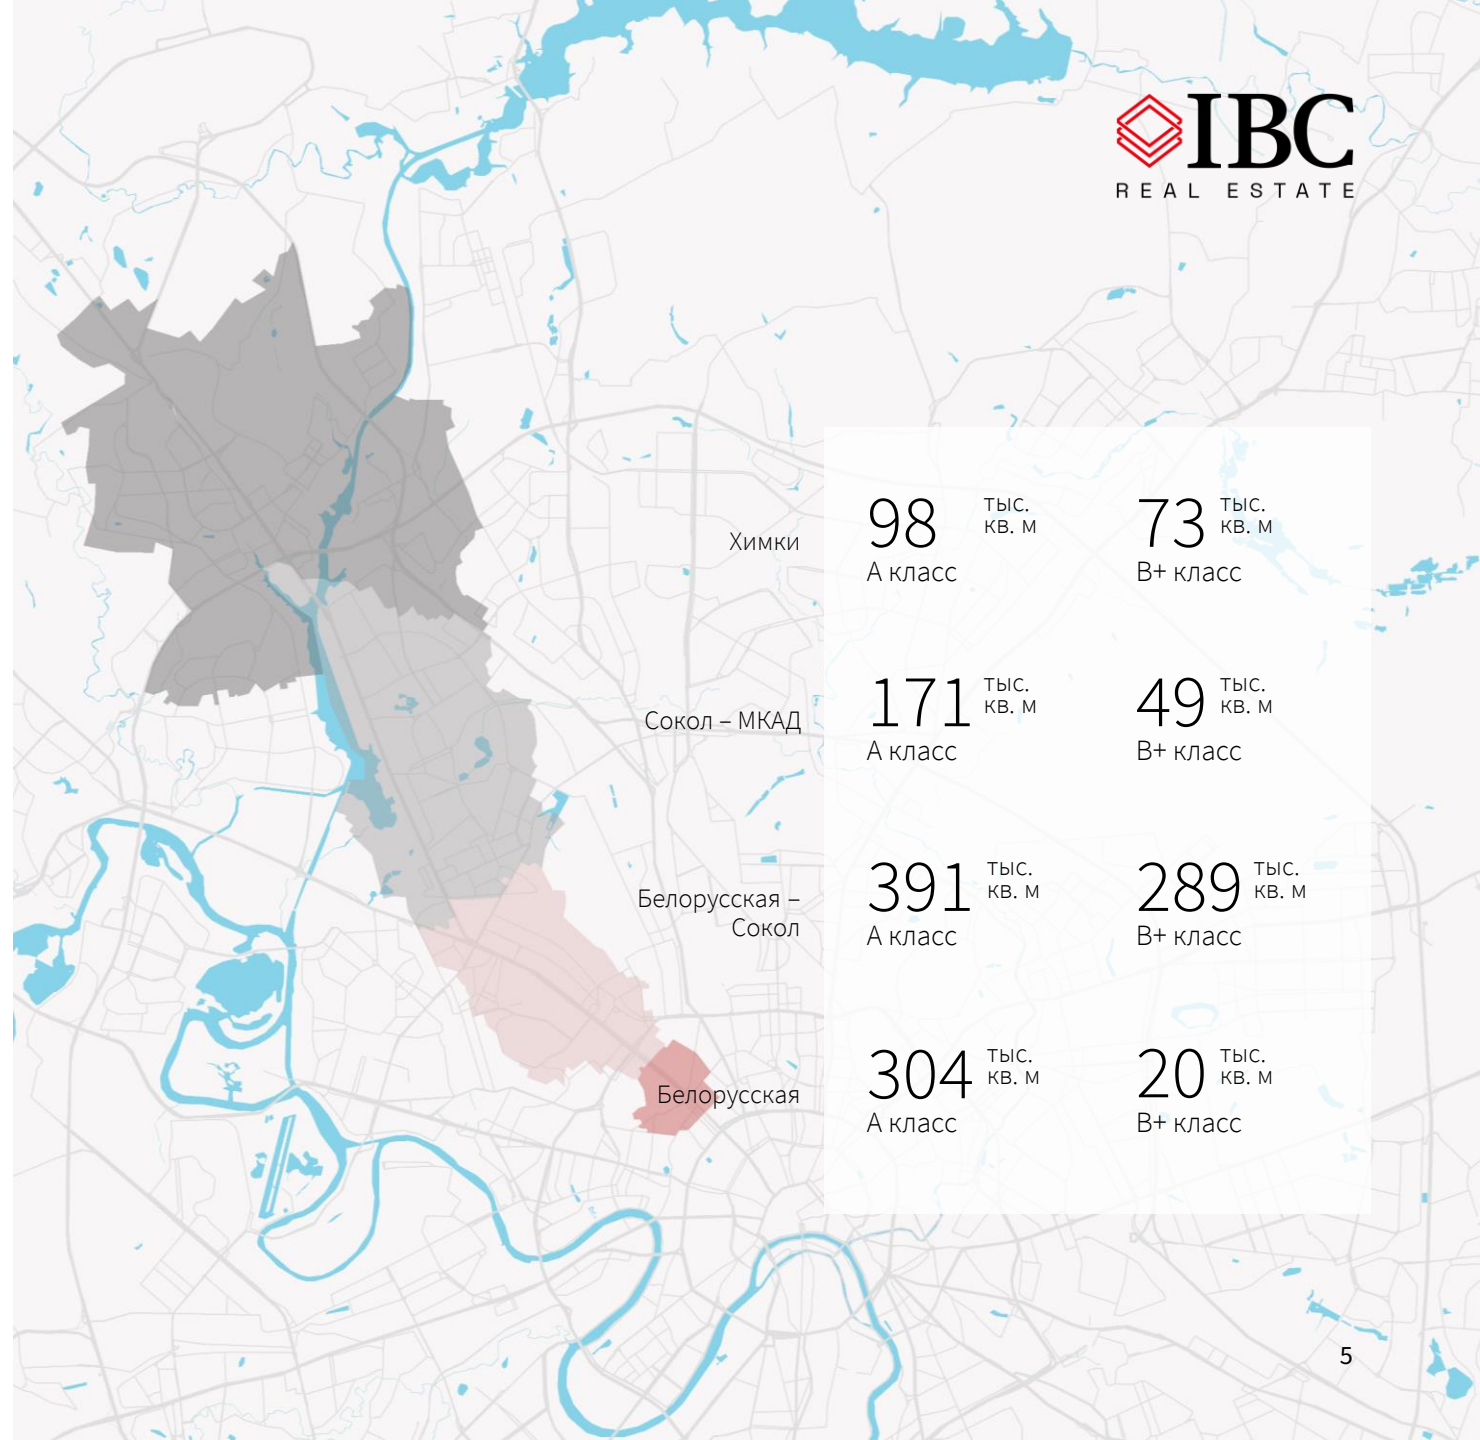 IBC
REAL ESTATE
Химки
98 тыс. кв. м
А класс
73 тыс. кв. м
B+ класс
Сокол – МКАД
171 тыс. кв. м
А класс
49 тыс. кв. м
B+ класс
Белорусская –
Сокол
391 тыс. кв. м
А класс
289 тыс. кв. м
B+ класс
Белорусская
304 тыс. кв. м
А класс
20 тыс. кв. м
B+ класс
5